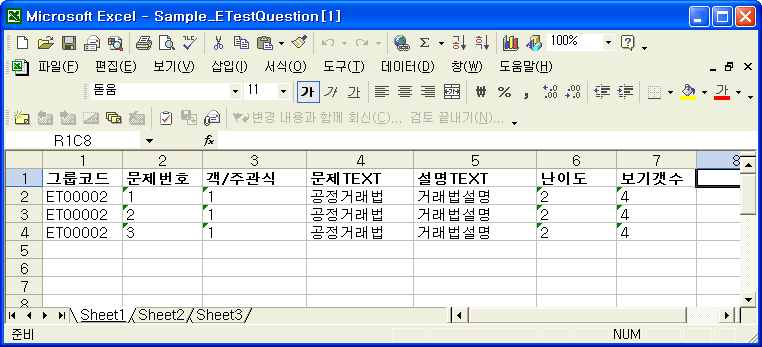 Microsoft Excel - Sample_ETestQuestion[1]
Σ 100% ?
파일(F) 편집(E) 보기(V) 삽입(I) 서식(O) 도구(T) 데이터(D) 창(W) 도움말(H)
돋움 11 가 가 가 ₩ % , 가
변경 내용과 함께 회신(C)... 검토 끝내기(N)...
R1C8 fx
1 2 3 4 5 6 7 8
1 그룹코드 문제번호 객/주관식 문제TEXT 설명TEXT 난이도 보기갯수
2 ET00002 1 1 공정거래법 거래법설명 2 4
3 ET00002 2 1 공정거래법 거래법설명 2 4
4 ET00002 3 1 공정거래법 거래법설명 2 4
5
6
7
8
Sheet1 Sheet2 Sheet3
준비 NUM